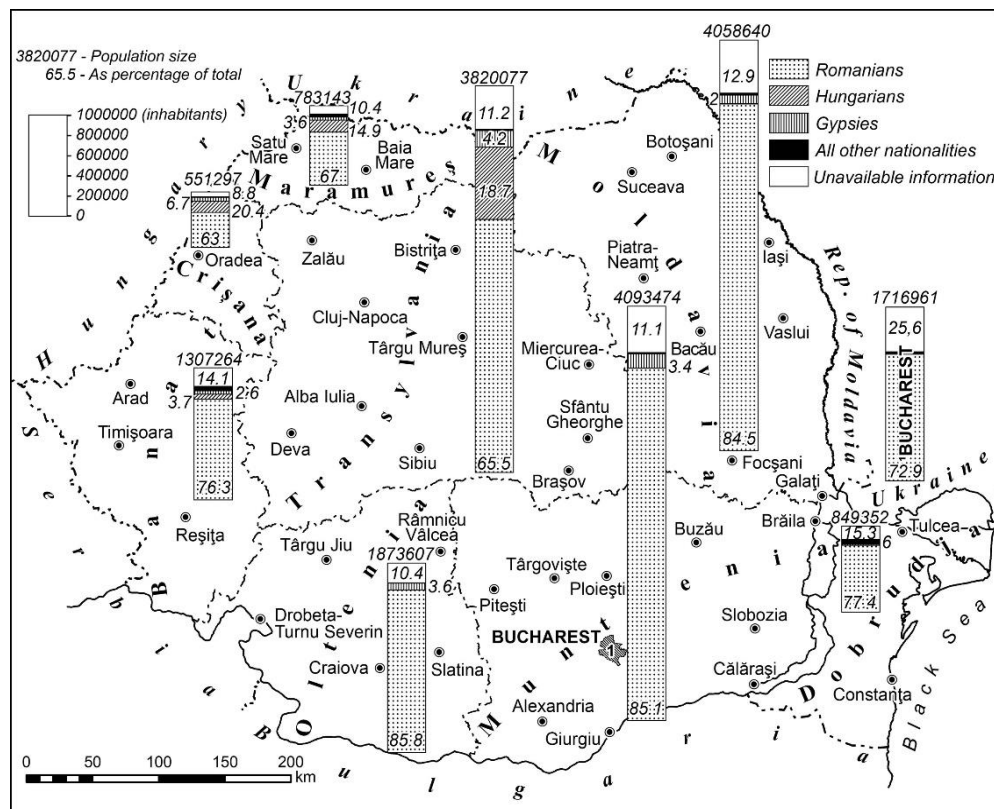 3820077 - Population size
65.5 - As percentage of total
1000000 (inhabitants)
800000
600000
400000
200000
0
Romanians
Hungarians
Gypsies
All other nationalities
Unavailable information
Hungary
Ukraine
Rep. of Moldavia
Ukraine
Black Sea
Bulgaria
Serbia
Maramures
Crişana
Banat
Transylvania
Moldavia
Oltenia
Muntenia
Dobrudja
783143
10.4
3.6
14.9
67
551297
8.8
6.7
20.4
63
1307264
14.1
2.6
3.7
76.3
3820077
11.2
4.2
18.7
65.5
4058640
12.9
2
84.5
4093474
11.1
3.4
85.1
1716961
25,6
BUCHAREST
72.9
849352
15.3
6
77.4
1873607
10.4
3.6
85.8
Satu
Mare
Baia
Mare
Botoşani
Suceava
Oradea
Zalău
Bistriţa
Piatra-
Neamţ
Iaşi
Cluj-Napoca
Târgu Mureş
Miercurea-
Ciuc
Bacău
Vaslui
Arad
Timişoara
Alba Iulia
Deva
Sibiu
Sfântu
Gheorghe
Braşov
Focşani
Galaţi
Brăila
Tulcea
Reşiţa
Târgu Jiu
Râmnicu
Vâlcea
Târgovişte
Ploieşti
Piteşti
Buzău
Drobeta-
Turnu Severin
BUCHAREST
1
Slobozia
Craiova
Slatina
Călăraşi
Constanţa
Alexandria
Giurgiu
0 50 100 150 200
km